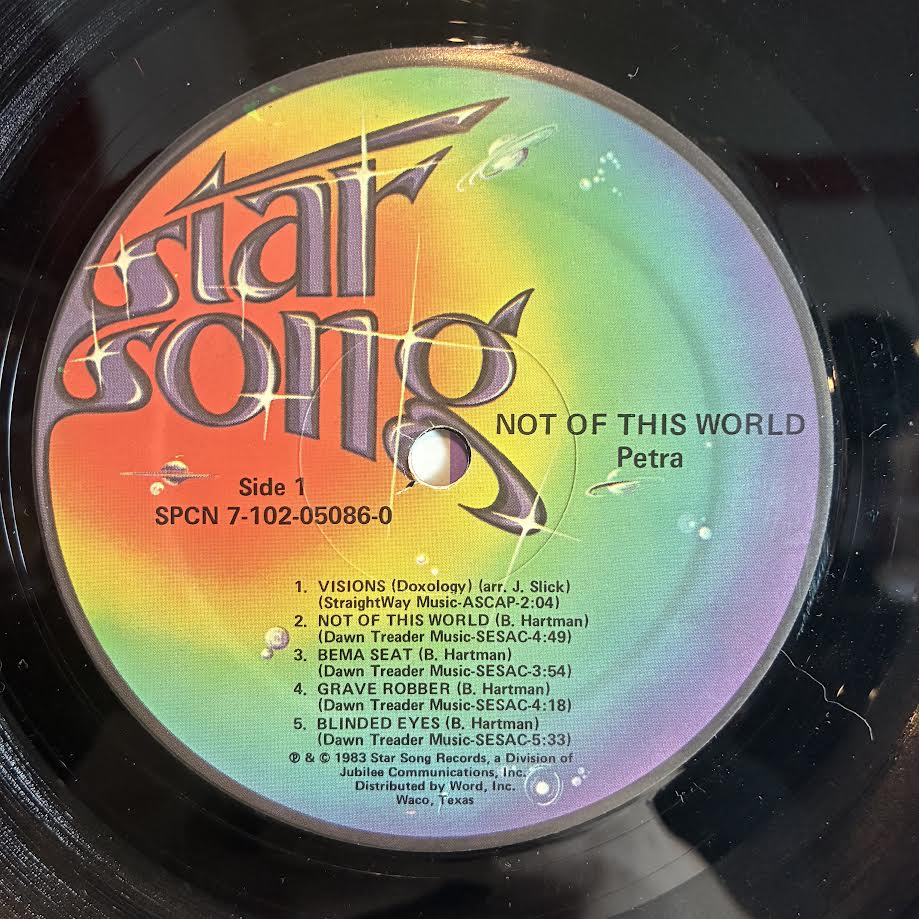 star
song
NOT OF THIS WORLD
Petra
Side 1
SPCN 7-102-05086-0
1. VISIONS (Doxology) (arr. J. Slick)
(StraightWay Music-ASCAP-2:04)
2. NOT OF THIS WORLD (B. Hartman)
(Dawn Treader Music-SESAC-4:49)
3. BEMA SEAT (B. Hartman)
(Dawn Treader Music-SESAC-3:54)
4. GRAVE ROBBER (B. Hartman)
(Dawn Treader Music-SESAC-4:18)
5. BLINDED EYES (B. Hartman)
(Dawn Treader Music-SESAC-5:33)
℗ & © 1983 Star Song Records, a Division of
Jubilee Communications, Inc.
Distributed by Word, Inc.
Waco, Texas